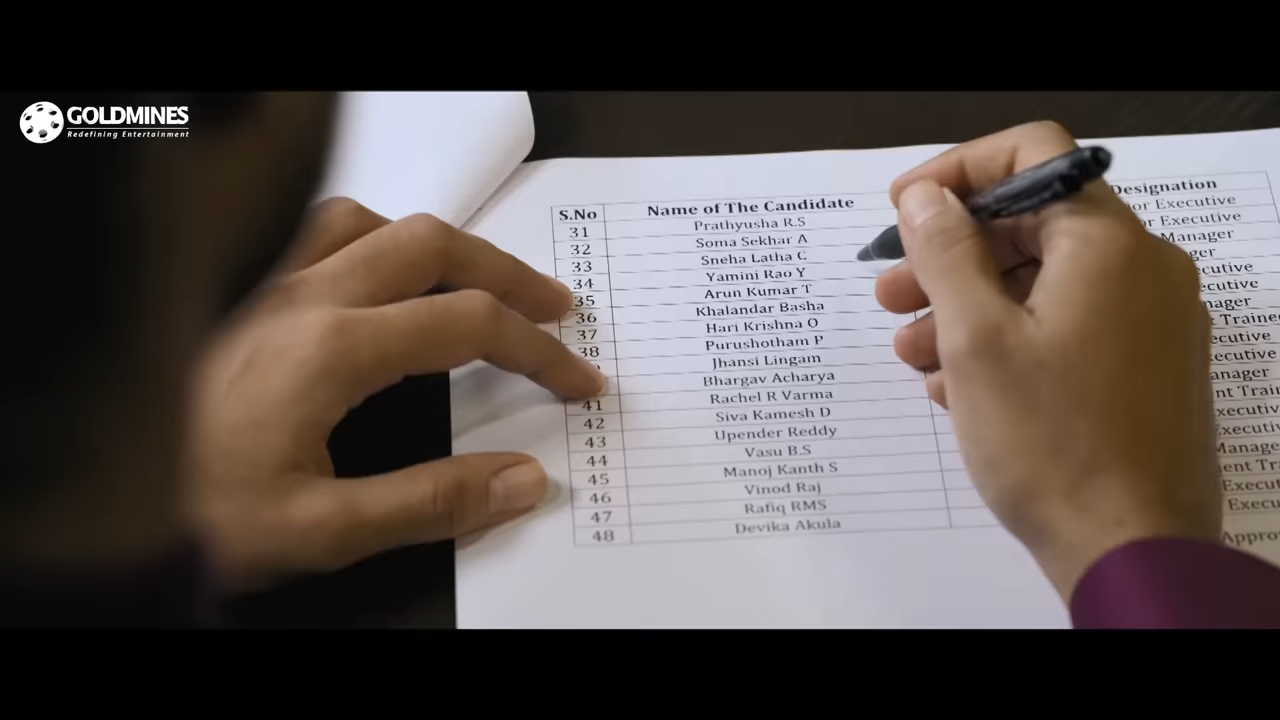 GOLDMINES
Redefining Entertainment
S.No Name of The Candidate Designation
31 Prathyusha R.S Executive
32 Soma Sekhar A Executive
33 Sneha Latha C Manager
34 Yamini Rao Y
35 Arun Kumar T
36 Khalandar Basha
37 Hari Krishna O
38 Purushotham P
Jhansi Lingam
Bhargav Acharya
41 Rachel R Varma
42 Siva Kamesh D
43 Upender Reddy
44 Vasu B.S
45 Manoj Kanth S
46 Vinod Raj
47 Rafiq RMS
48 Devika Akula